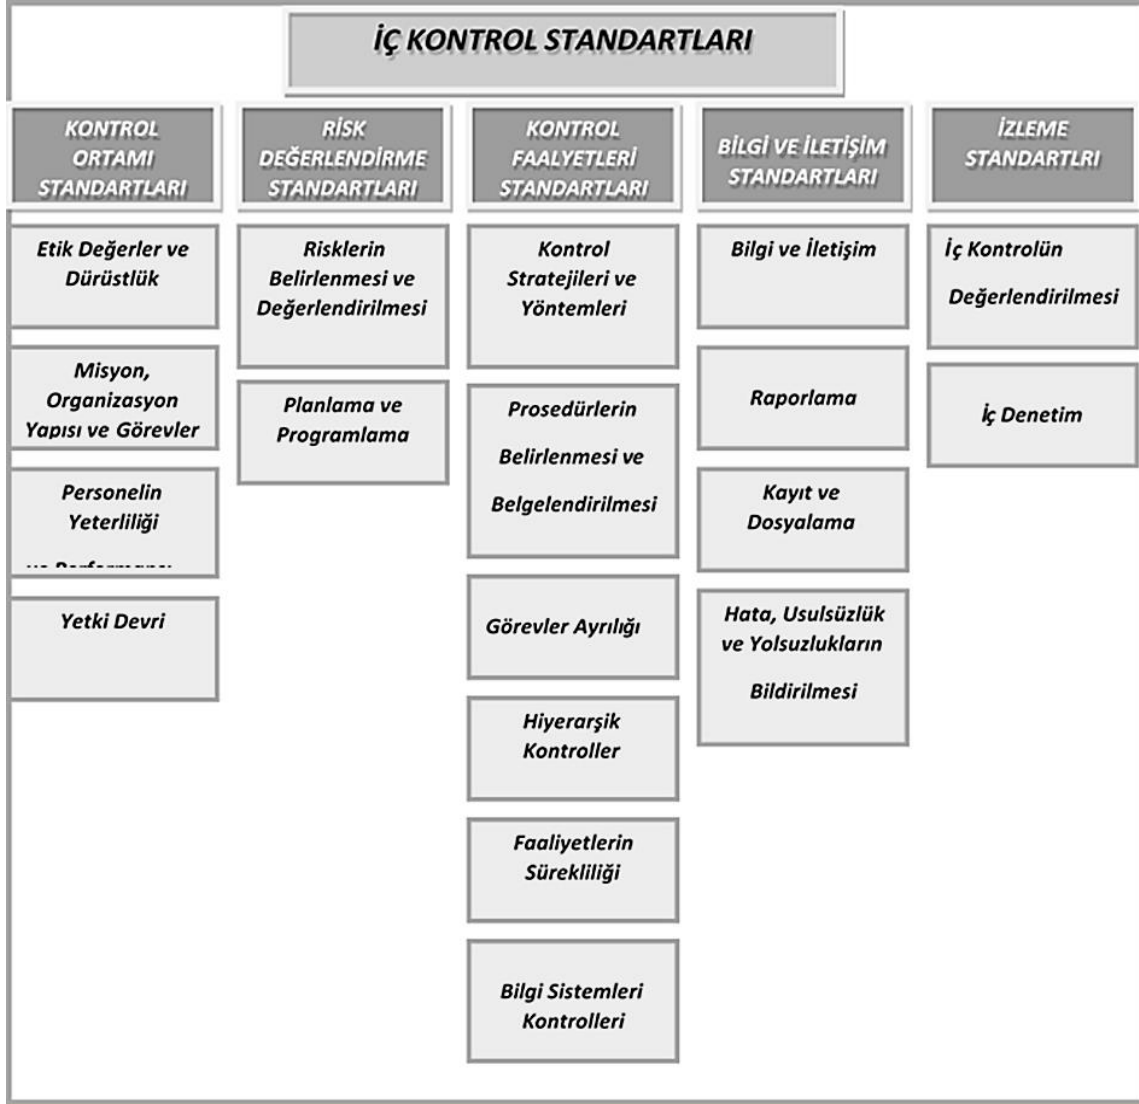 İÇ KONTROL STANDARTLARI
KONTROL
ORTAMI
STANDARTLARI
Etik Değerler ve
Dürüstlük
Misyon,
Organizasyon
Yapısı ve Görevler
Personelin
Yeterliliği
Yetki Devri
RİSK
DEĞERLENDİRME
STANDARTLARI
Risklerin
Belirlenmesi ve
Değerlendirilmesi
Planlama ve
Programlama
KONTROL
FAALYETLERİ
STANDARTLARI
Kontrol
Stratejileri ve
Yöntemleri
Prosedürlerin
Belirlenmesi ve
Belgelendirilmesi
Görevler Ayrılığı
Hiyerarşik
Kontroller
Faaliyetlerin
Sürekliliği
Bilgi Sistemleri
Kontrolleri
BİLGİ VE İLETİŞİM
STANDARTLARI
Bilgi ve İletişim
Raporlama
Kayıt ve
Dosyalama
Hata, Usulsüzlük
ve Yolsuzlukların
Bildirilmesi
İZLEME
STANDARTLRI
İç Kontrolün
Değerlendirilmesi
İç Denetim